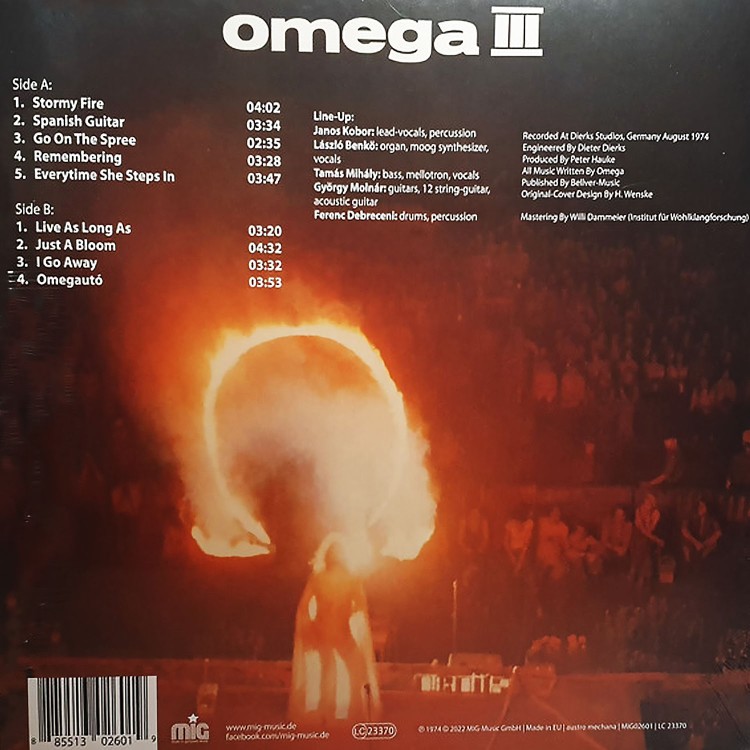 omega III
Side A:
1. Stormy Fire 04:02
2. Spanish Guitar 03:34
3. Go On The Spree 02:35
4. Remembering 03:28
5. Everytime She Steps In 03:47
Side B:
1. Live As Long As 03:20
2. Just A Bloom 04:32
3. I Go Away 03:32
4. Omegautó 03:53
Line-Up:
Janos Kobor: lead-vocals, percussion
László Benkö: organ, moog synthesizer,
vocals
Tamás Mihály: bass, mellotron, vocals
György Molnár: guitars, 12 string-guitar,
acoustic guitar
Ferenc Debreceni: drums, percussion
Recorded At Dierks Studios, Germany August 1974
Engineered By Dieter Dierks
Produced By Peter Hauke
All Music Written By Omega
Published By Bellver-Music
Original-Cover Design By H. Wenske
Mastering By Willi Dammeier (Institut für Wohlklangforschung)
8 85513 02601 9
MiG
www.mig-music.de
facebook.com/mig-music.de
LC 23370
℗ 1974 © 2022 MiG-Music GmbH | Made in EU | austro mechana | MIG02601 | LC 23370